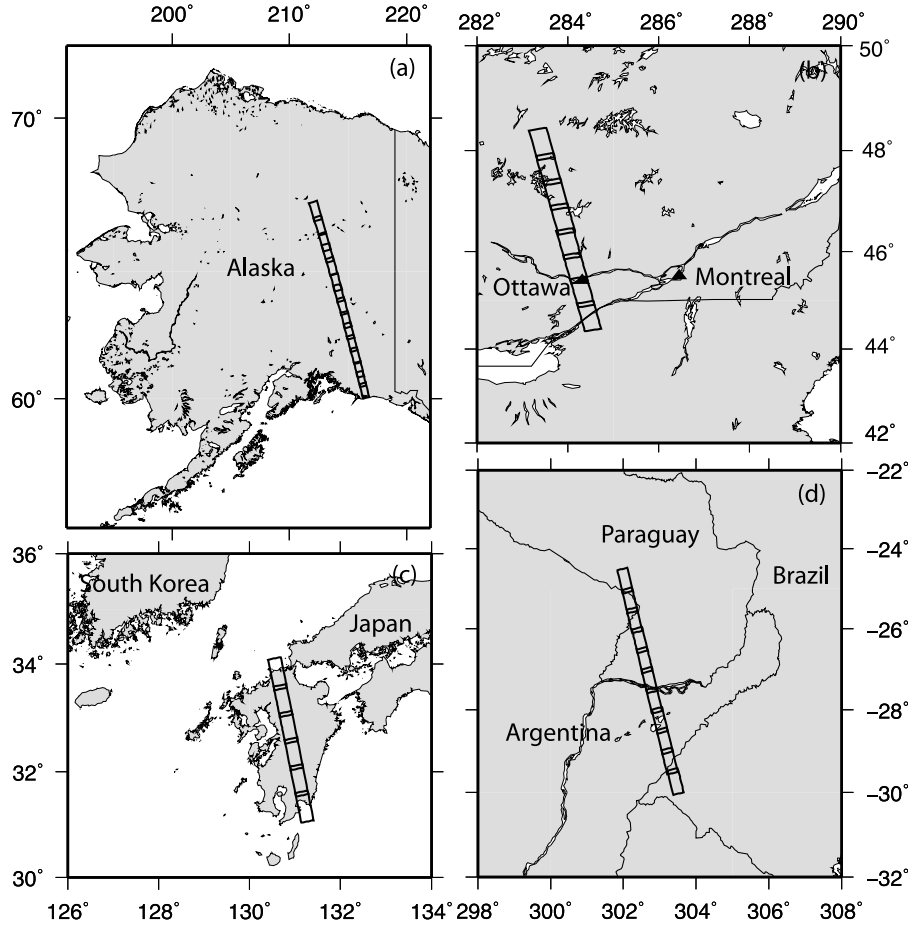 200° 210° 220°
282° 284° 286° 288° 290°
(a)
70°
Alaska
60°
50°
(b)
48°
46°
Ottawa
Montreal
44°
42°
36°
(c)
South Korea
Japan
34°
32°
30°
126° 128° 130° 132° 134°
−22°
(d)
Paraguay
−24°
Brazil
−26°
−28°
Argentina
−30°
−32°
298° 300° 302° 304° 306° 308°